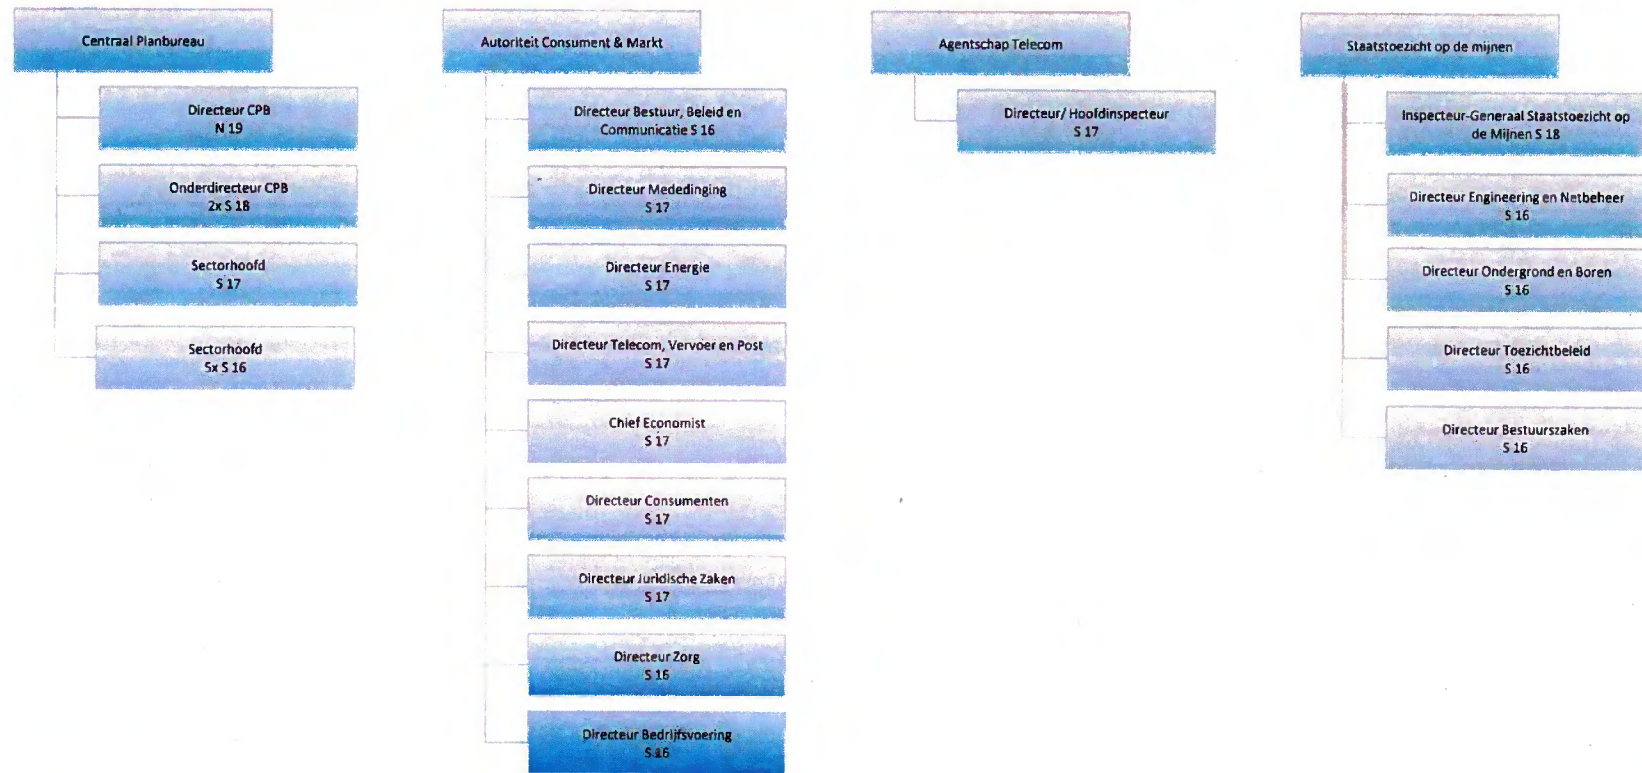 Centraal Planbureau
Directeur CPB
N 19
Onderdirecteur CPB
2x S 18
Sectorhoofd
S 17
Sectorhoofd
5x S 16
Autoriteit Consument & Markt
Directeur Bestuur, Beleid en
Communicatie S 16
Directeur Mededinging
S 17
Directeur Energie
S 17
Directeur Telecom, Vervoer en Post
S 17
Chief Economist
S 17
Directeur Consumenten
S 17
Directeur Juridische Zaken
S 17
Directeur Zorg
S 16
Directeur Bedrijfsvoering
S 16
Agentschap Telecom
Directeur/ Hoofdinspecteur
S 17
Staatstoezicht op de mijnen
Inspecteur-Generaal Staatstoezicht op
de Mijnen S 18
Directeur Engineering en Netbeheer
S 16
Directeur Ondergrond en Boren
S 16
Directeur Toezichtbeleid
S 16
Directeur Bestuurszaken
S 16